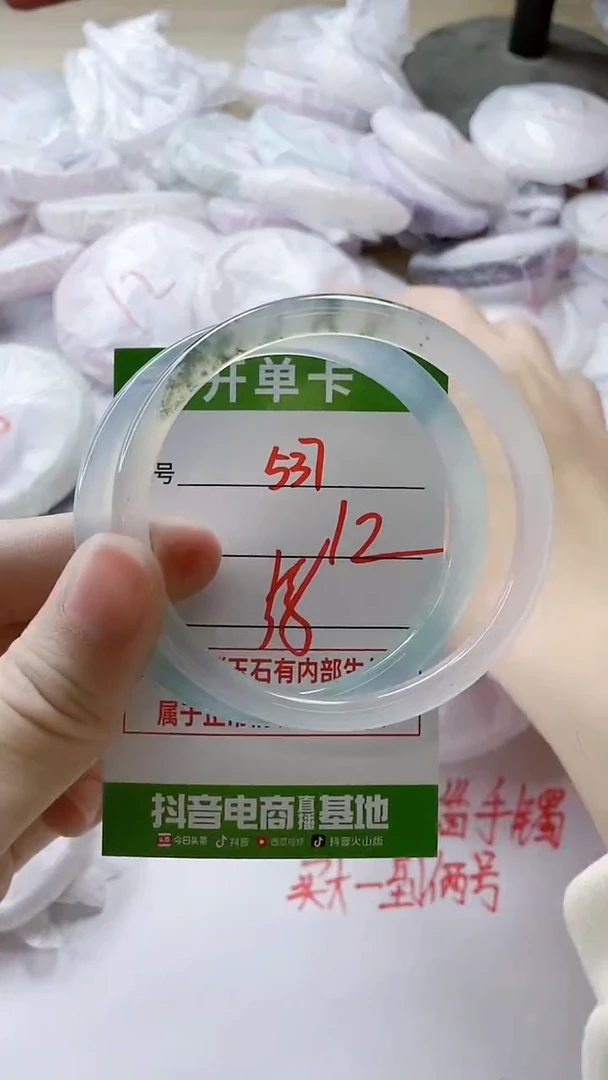 12
开单卡
号 537
12
玉石有内部生
属于正常
抖音电商直播基地
今日头条 抖音 西瓜视频 抖音火山版
手镯
买大一到俩号